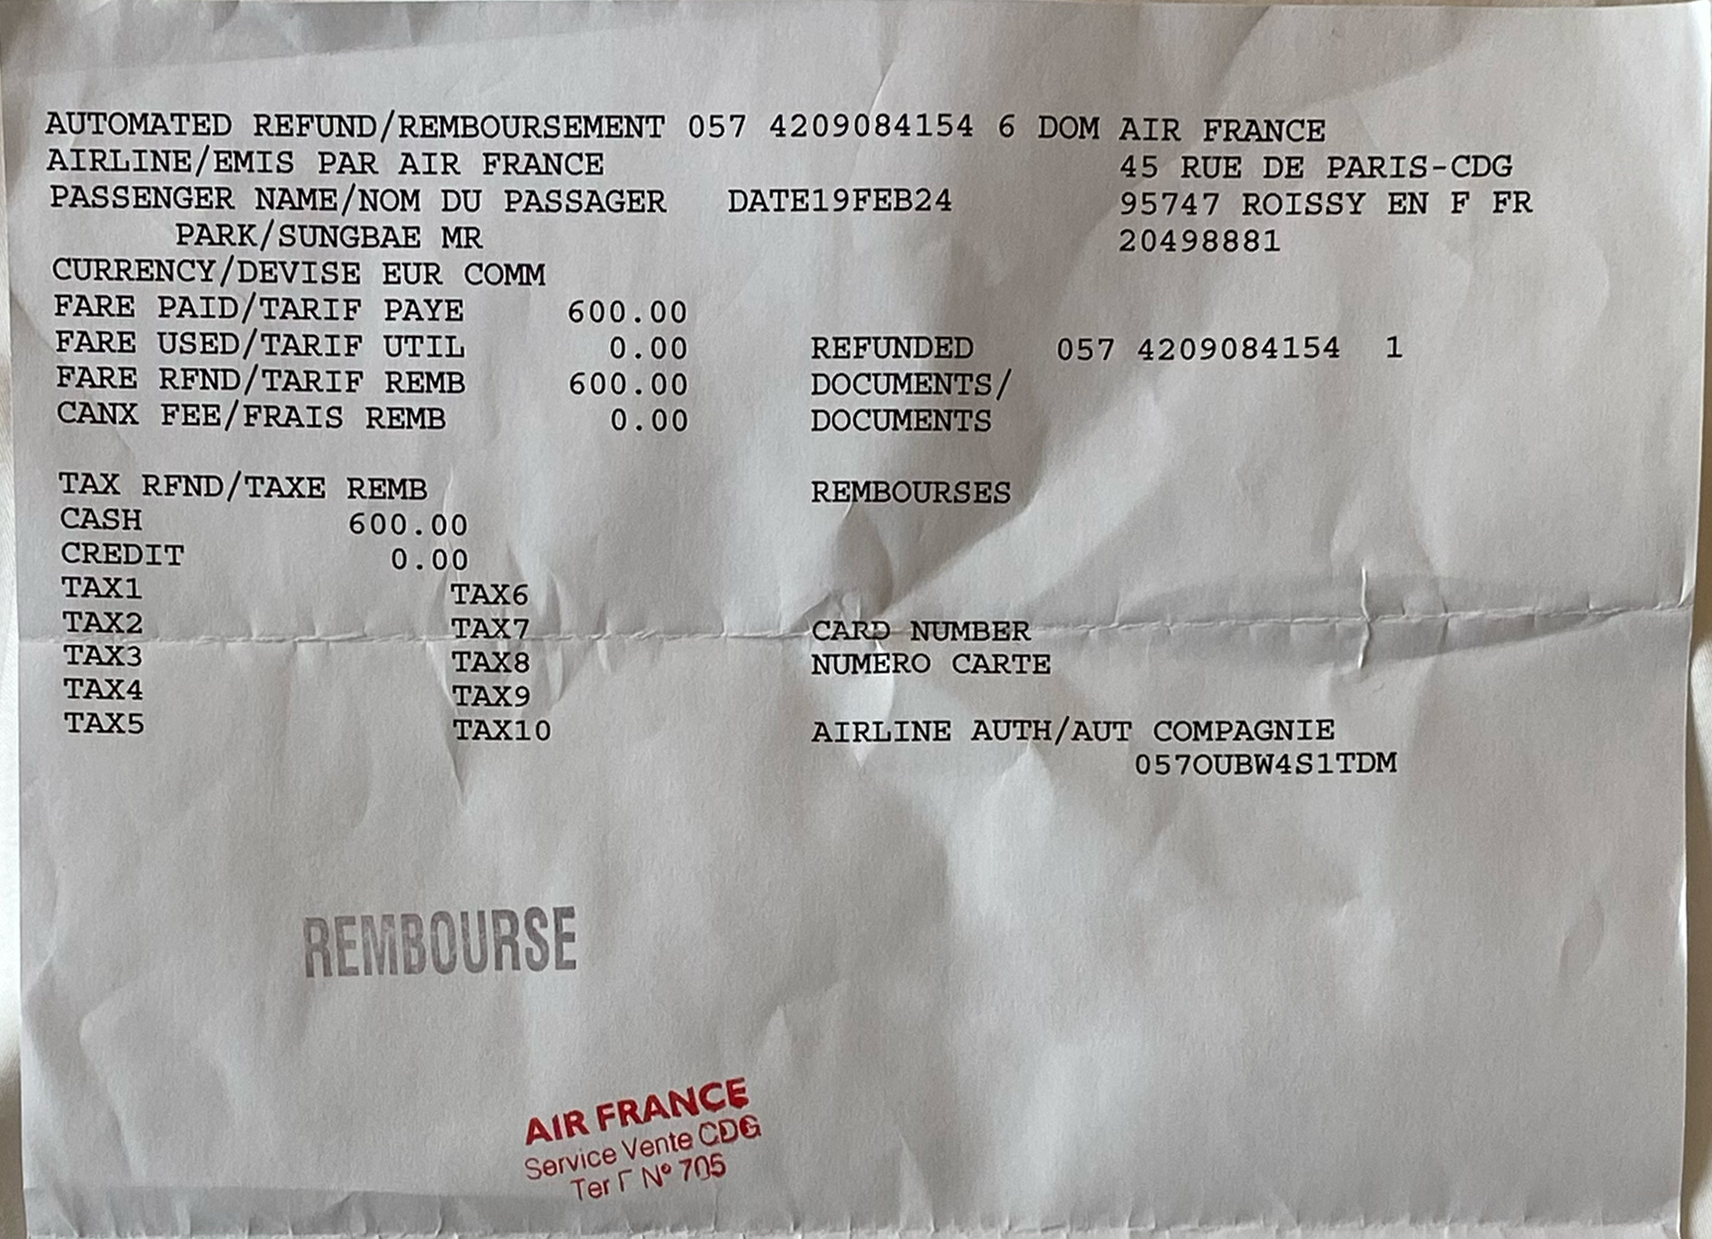 AUTOMATED REFUND/REMBOURSEMENT 057 4209084154 6 DOM AIR FRANCE
AIRLINE/EMIS PAR AIR FRANCE 45 RUE DE PARIS-CDG
PASSENGER NAME/NOM DU PASSAGER DATE19FEB24 95747 ROISSY EN F FR
PARK/SUNGBAE MR 20498881
CURRENCY/DEVISE EUR COMM
FARE PAID/TARIF PAYE 600.00
FARE USED/TARIF UTIL 0.00 REFUNDED 057 4209084154 1
FARE RFND/TARIF REMB 600.00 DOCUMENTS/
CANX FEE/FRAIS REMB 0.00 DOCUMENTS
TAX RFND/TAXE REMB REMBOURSES
CASH 600.00
CREDIT 0.00
TAX1 TAX6
TAX2 TAX7 CARD NUMBER
TAX3 TAX8 NUMERO CARTE
TAX4 TAX9
TAX5 TAX10 AIRLINE AUTH/AUT COMPAGNIE
057OUBW4S1TDM
REMBOURSE
AIR FRANCE
Service Vente CDG
Ter N° 705